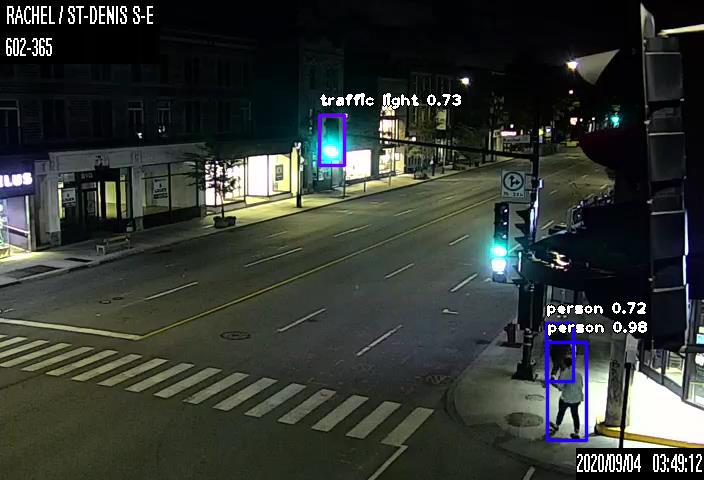 RACHEL / ST-DENIS S-E
602-365
traffic light 0.73
person 0.72
person 0.98
2020/09/04 03:49:12